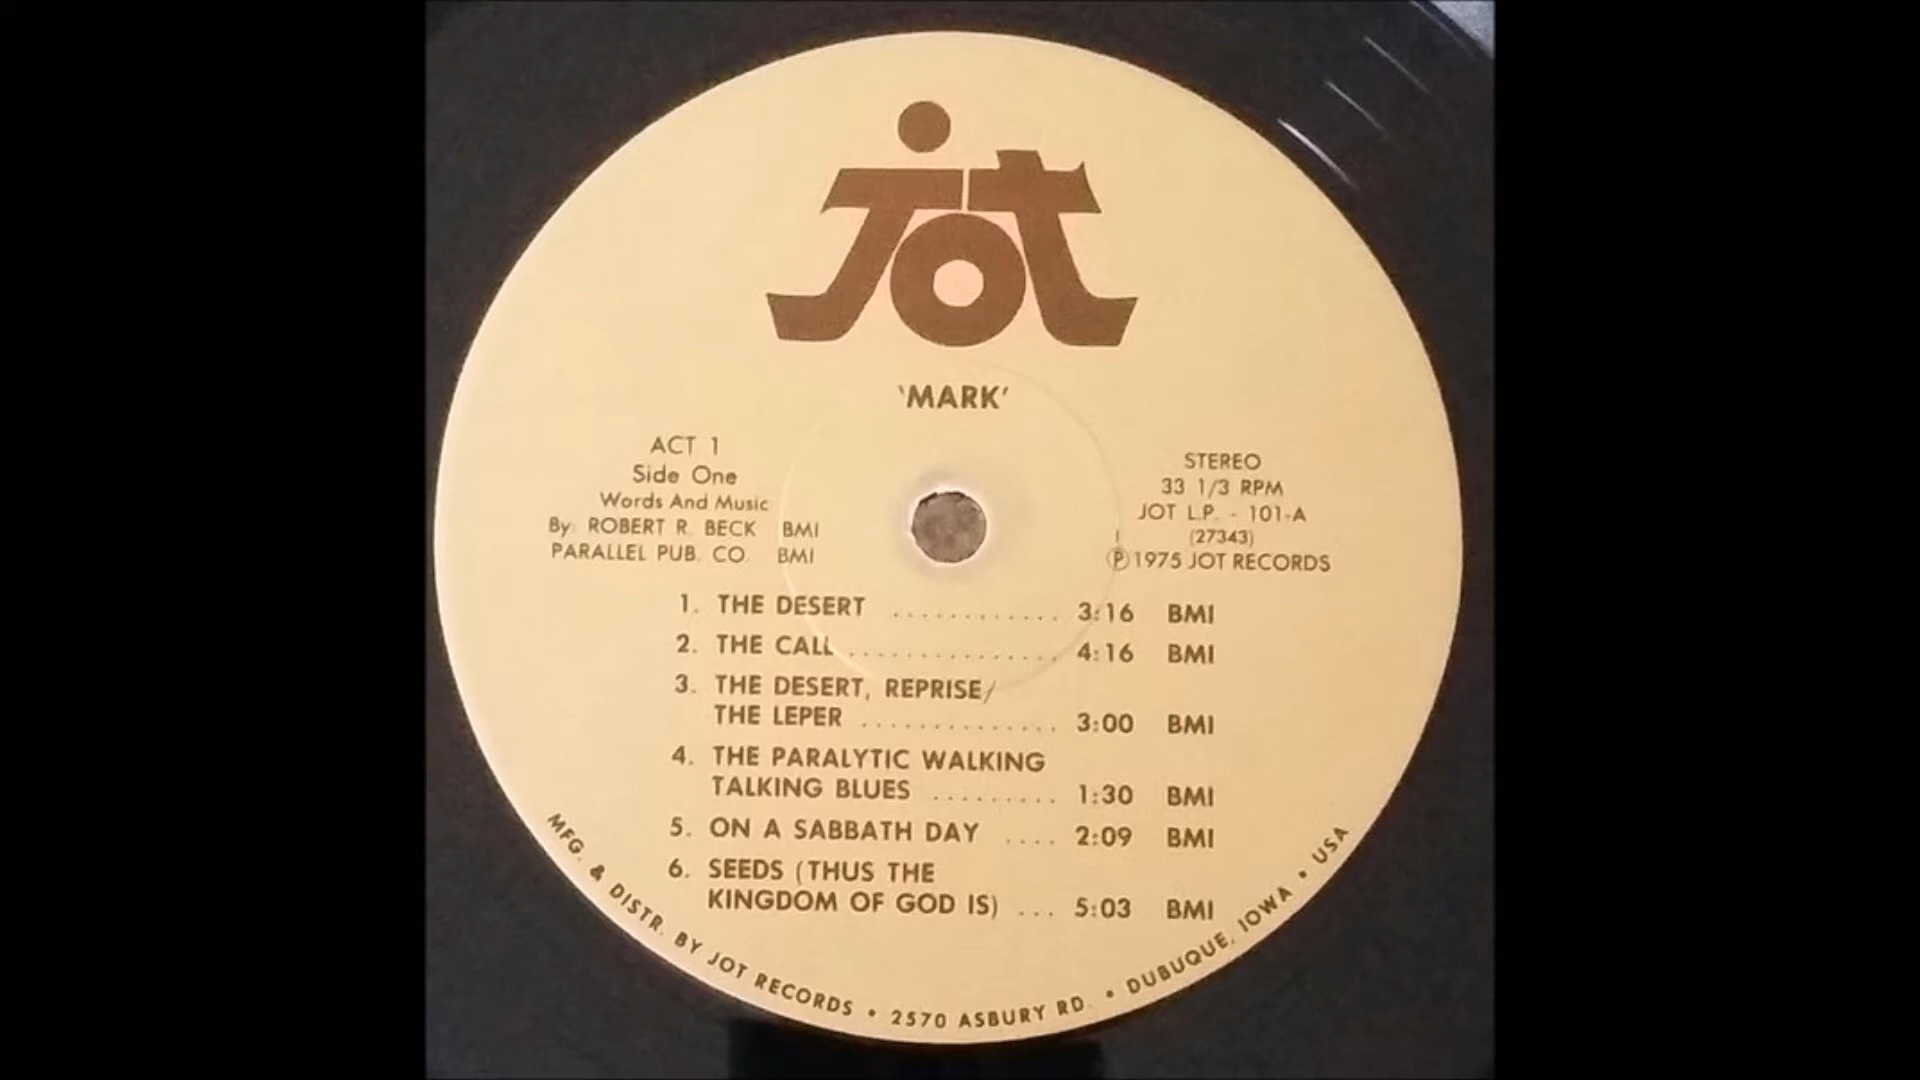 jot
'MARK'
ACT 1
Side One
Words And Music
By: ROBERT R. BECK BMI
PARALLEL PUB. CO. BMI
STEREO
33 1/3 RPM
JOT L.P. - 101-A
(27343)
Ⓟ1975 JOT RECORDS
1. THE DESERT ............ 3:16 BMI
2. THE CALL ............... 4:16 BMI
3. THE DESERT, REPRISE/
THE LEPER .............. 3:00 BMI
4. THE PARALYTIC WALKING
TALKING BLUES ......... 1:30 BMI
5. ON A SABBATH DAY .... 2:09 BMI
6. SEEDS (THUS THE
KINGDOM OF GOD IS) ... 5:03 BMI
MFG. & DISTR. BY JOT RECORDS • 2570 ASBURY RD. • DUBUQUE, IOWA • USA